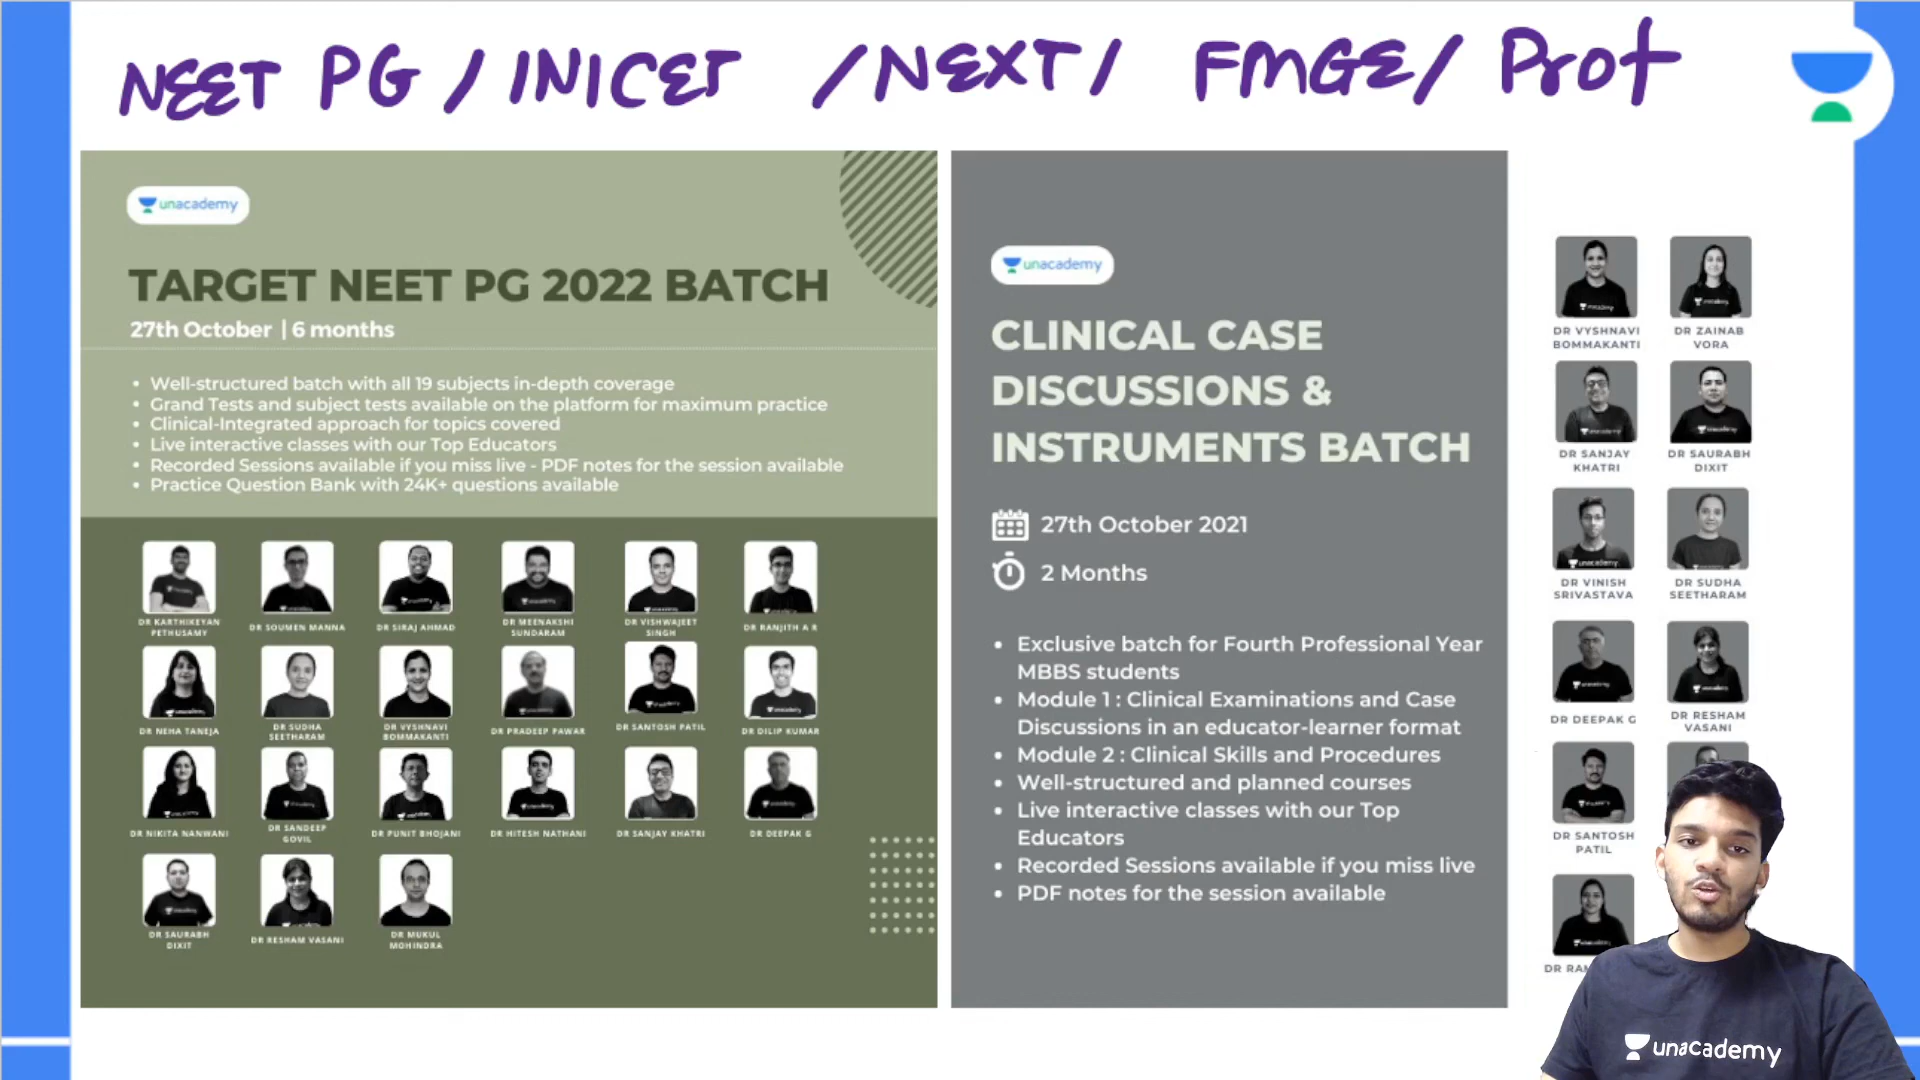 NEET PG / INICET / NEXT / FMGE / Prof
unacademy
TARGET NEET PG 2022 BATCH
27th October | 6 months
• Well-structured batch with all 19 subjects in-depth coverage
• Grand Tests and subject tests available on the platform for maximum practice
• Clinical-Integrated approach for topics covered
• Live interactive classes with our Top Educators
• Recorded Sessions available if you miss live - PDF notes for the session available
• Practice Question Bank with 24K+ questions available
DR KARTHIKEYAN PETHUSAMY
DR SOUMEN MANNA
DR SIRAJ AHMAD
DR MEENAKSHI SUNDARAM
DR VISHWAJEET SINGH
DR RANJITH A R
DR NEHA TANEJA
DR SUDHA SEETHARAM
DR VYSHNAVI BOMMAKANTI
DR PRADEEP PAWAR
DR SANTOSH PATIL
DR DILIP KUMAR
DR NIKITA NANWANI
DR SANDEEP GOVIL
DR PUNIT BHOJANI
DR HITESH NATHANI
DR SANJAY KHATRI
DR DEEPAK G
DR SAURABH DIXIT
DR RESHAM VASANI
DR MUKUL MOHINDRA
unacademy
CLINICAL CASE
DISCUSSIONS &
INSTRUMENTS BATCH
27th October 2021
2 Months
• Exclusive batch for Fourth Professional Year
MBBS students
• Module 1 : Clinical Examinations and Case
Discussions in an educator-learner format
• Module 2 : Clinical Skills and Procedures
• Well-structured and planned courses
• Live interactive classes with our Top
Educators
• Recorded Sessions available if you miss live
• PDF notes for the session available
DR VYSHNAVI
BOMMAKANTI
DR ZAINAB
VORA
DR SANJAY
KHATRI
DR SAURABH
DIXIT
DR VINISH
SRIVASTAVA
DR SUDHA
SEETHARAM
DR DEEPAK G
DR RESHAM
VASANI
DR SANTOSH
PATIL
DR
unacademy